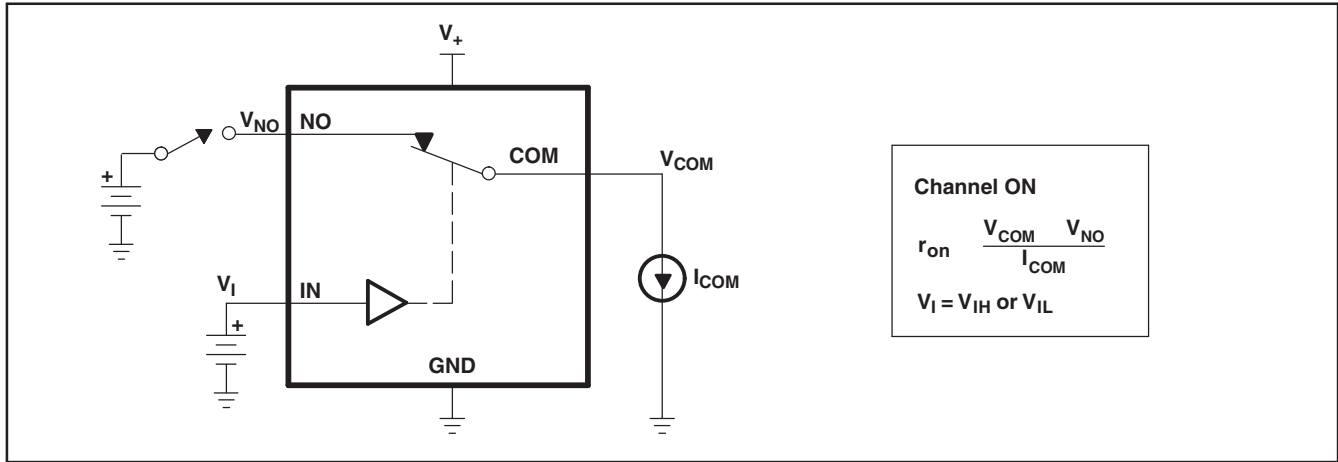 V+
VNO
NO
COM
VCOM
+
VI
IN
+
ICOM
GND
Channel ON
ron VCOM VNO
ICOM
VI = VIH or VIL